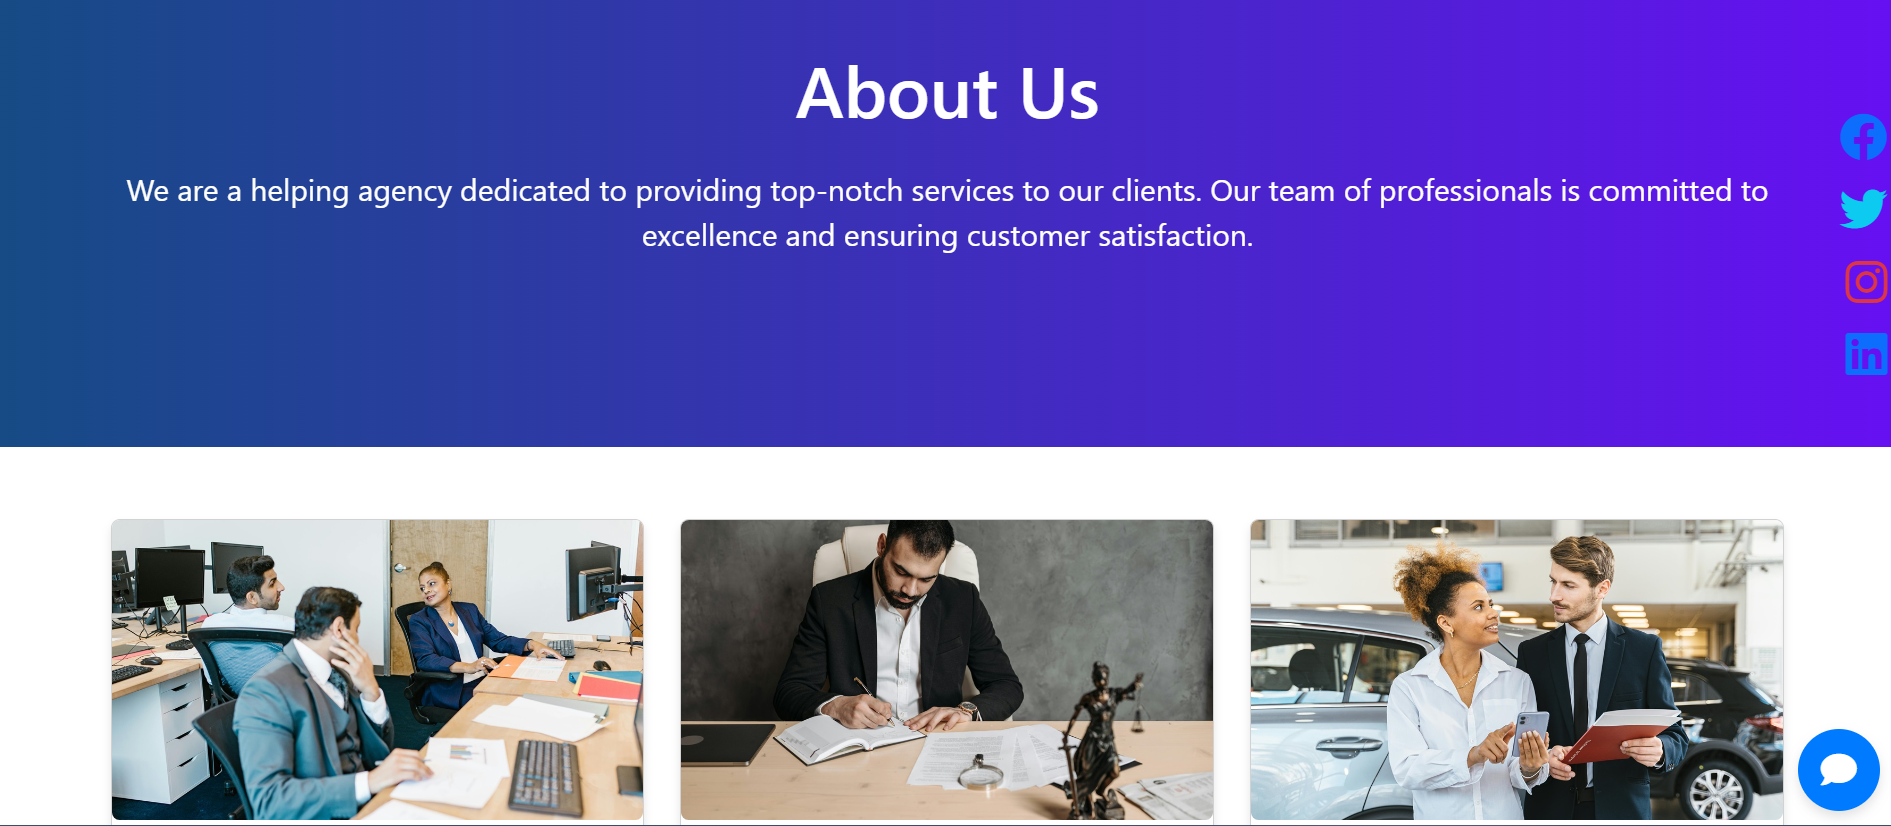 About Us
We are a helping agency dedicated to providing top-notch services to our clients. Our team of professionals is committed to
excellence and ensuring customer satisfaction.
in